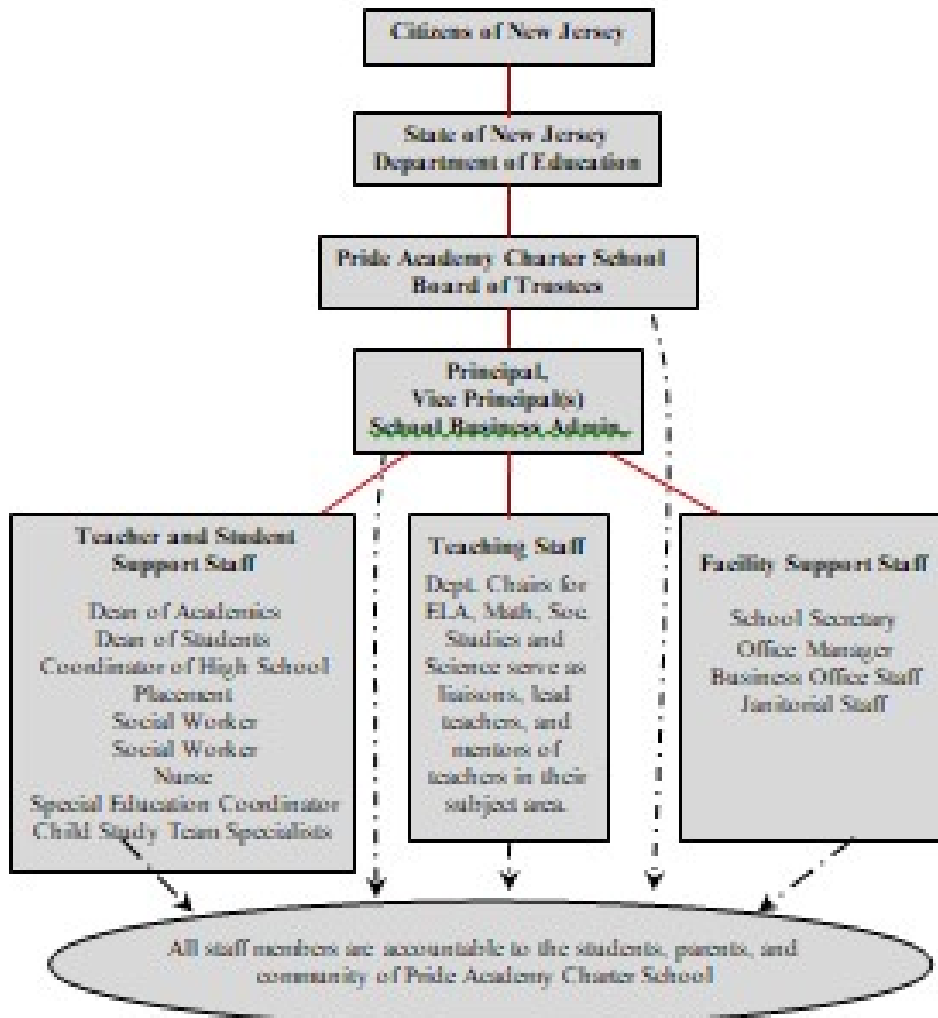 Citizens of New Jersey
State of New Jersey
Department of Education
Pride Academy Charter School
Board of Trustees
Principal,
Vice Principal(s)
School Business Admin.
Teacher and Student
Support Staff
Dean of Academics
Dean of Students
Coordinator of High School
Placement
Social Worker
Social Worker
Nurse
Special Education Coordinator
Child Study Team Specialists
Teaching Staff
Dept. Chairs for
ELA, Math, Soc.
Studies and
Science serve as
liaisons, lead
teachers, and
mentors of
teachers in their
subject area.
Facility Support Staff
School Secretary
Office Manager
Business Office Staff
Janitorial Staff
All staff members are accountable to the students, parents, and
community of Pride Academy Charter School